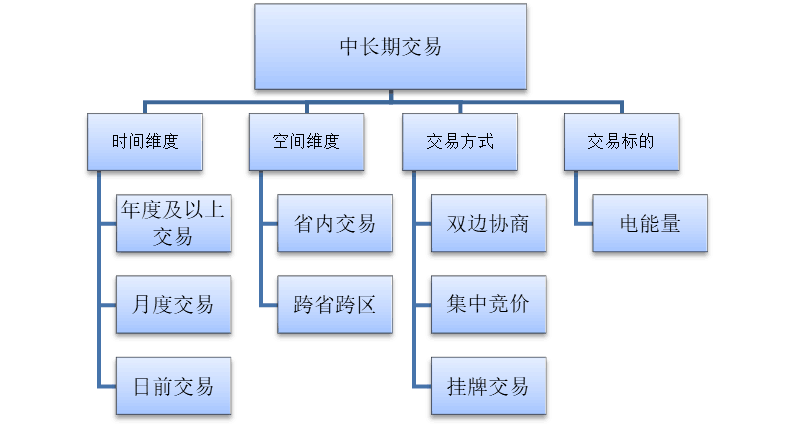 中长期交易
时间维度
空间维度
交易方式
交易标的
年度及以上
交易
省内交易
双边协商
电能量
月度交易
跨省跨区
集中竞价
日前交易
挂牌交易